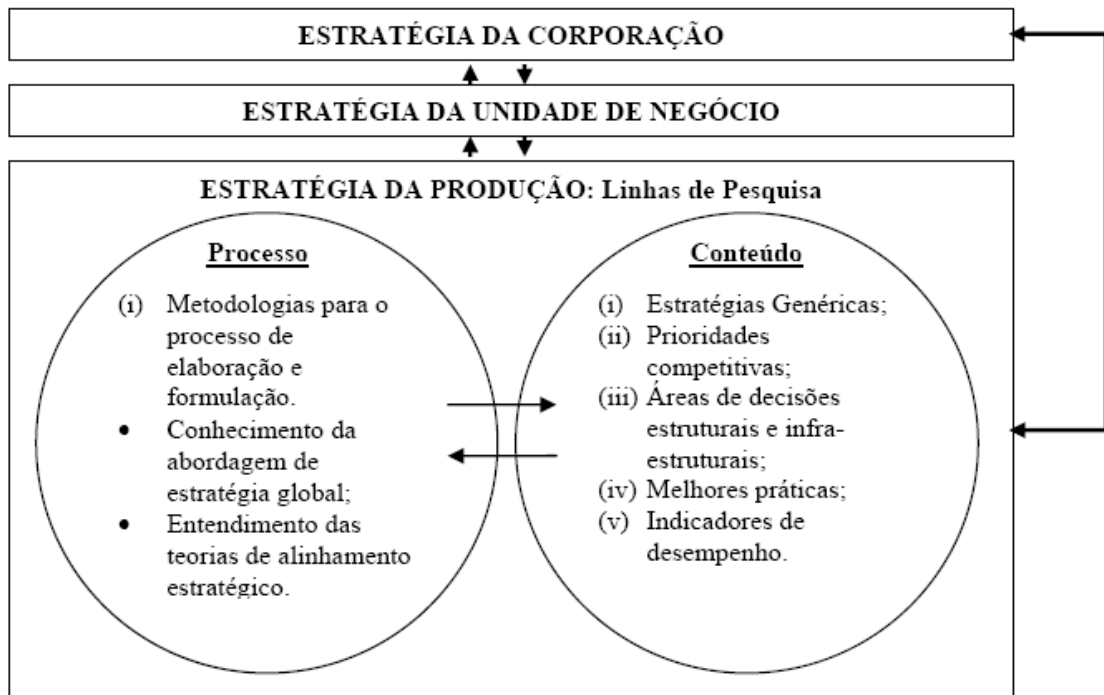 ESTRATÉGIA DA CORPORAÇÃO
ESTRATÉGIA DA UNIDADE DE NEGÓCIO
ESTRATÉGIA DA PRODUÇÃO: Linhas de Pesquisa
Processo
(i) Metodologias para o
processo de
elaboração e
formulação.
• Conhecimento da
abordagem de
estratégia global;
• Entendimento das
teorias de alinhamento
estratégico.
Conteúdo
(i) Estratégias Genéricas;
(ii) Prioridades
competitivas;
(iii) Áreas de decisões
estruturais e infra-
estruturais;
(iv) Melhores práticas;
(v) Indicadores de
desempenho.